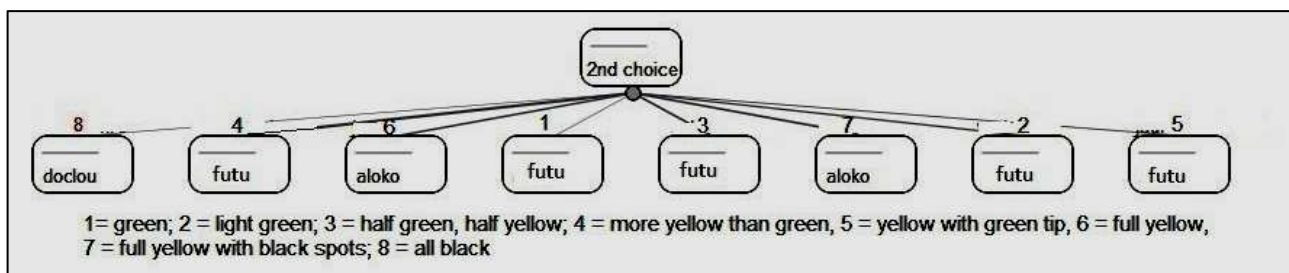 2nd choice
8 4 6 1 3 7 2 5
doclou futu aloko futu futu aloko futu futu
1= green; 2 = light green; 3 = half green, half yellow; 4 = more yellow than green, 5 = yellow with green tip, 6 = full yellow,
7 = full yellow with black spots; 8 = all black